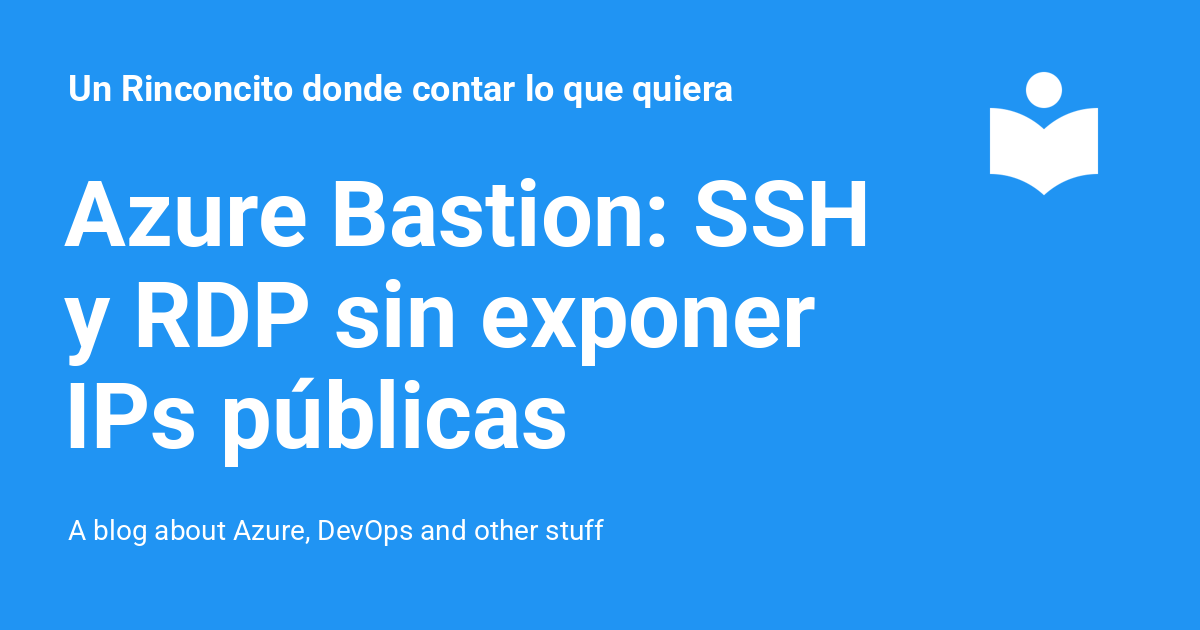 Un Rinconcito donde contar lo que quiera
Azure Bastion: SSH
y RDP sin exponer
IPs públicas
A blog about Azure, DevOps and other stuff